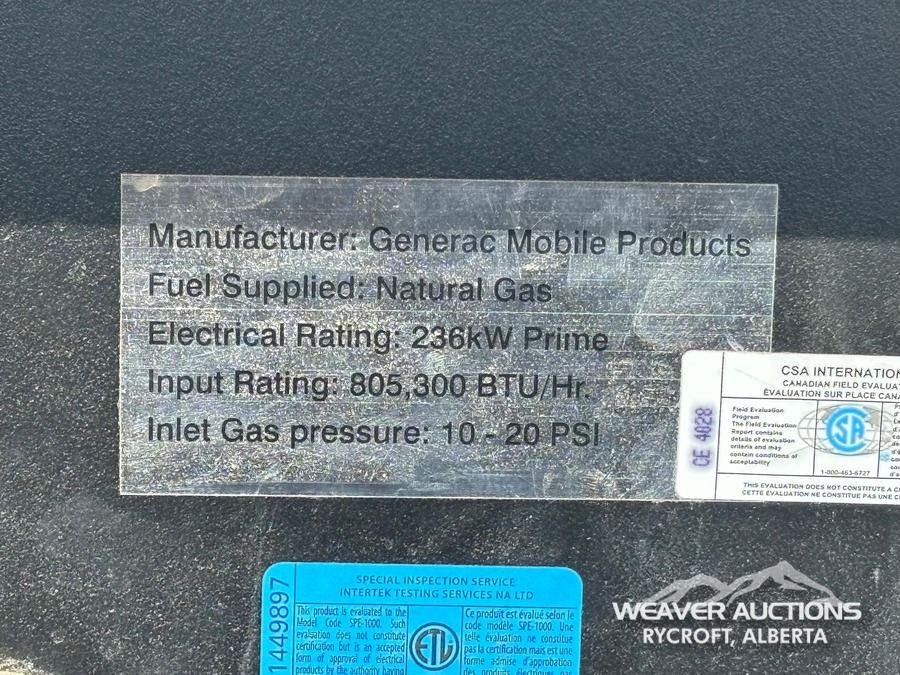 Manufacturer: Generac Mobile Products
Fuel Supplied: Natural Gas
Electrical Rating: 236kW Prime
Input Rating: 805,300 BTU/Hr.
Inlet Gas pressure: 10 - 20 PSI
CE 4028
CSA INTERNATION
CANADIAN FIELD EVALUAT
ÉVALUATION SUR PLACE CANA
Field Evaluation
Program
The Field Evaluation
Report contains
details of evaluation
criteria and may
contain conditions of
acceptability
1-800-463-6727
THIS EVALUATION DOES NOT CONSTITUTE A C
CETTE ÉVALUATION NE CONSTITUE PAS UNE C
1449897
SPECIAL INSPECTION SERVICE
INTERTEK TESTING SERVICES NA LTD
This product is evaluated to the
Model Code SPE-1000. Such
evaluation does not constitute
certification but is an accepted
form of approval of electrical
products by the authority having
ETL
Ce produit est évalué selon le
code modèle SPE-1000. Une
telle évaluation ne constitue
pas la certification mais est une
forme admise d'approbation
des produits électriques par
WEAVER AUCTIONS
RYCROFT, ALBERTA